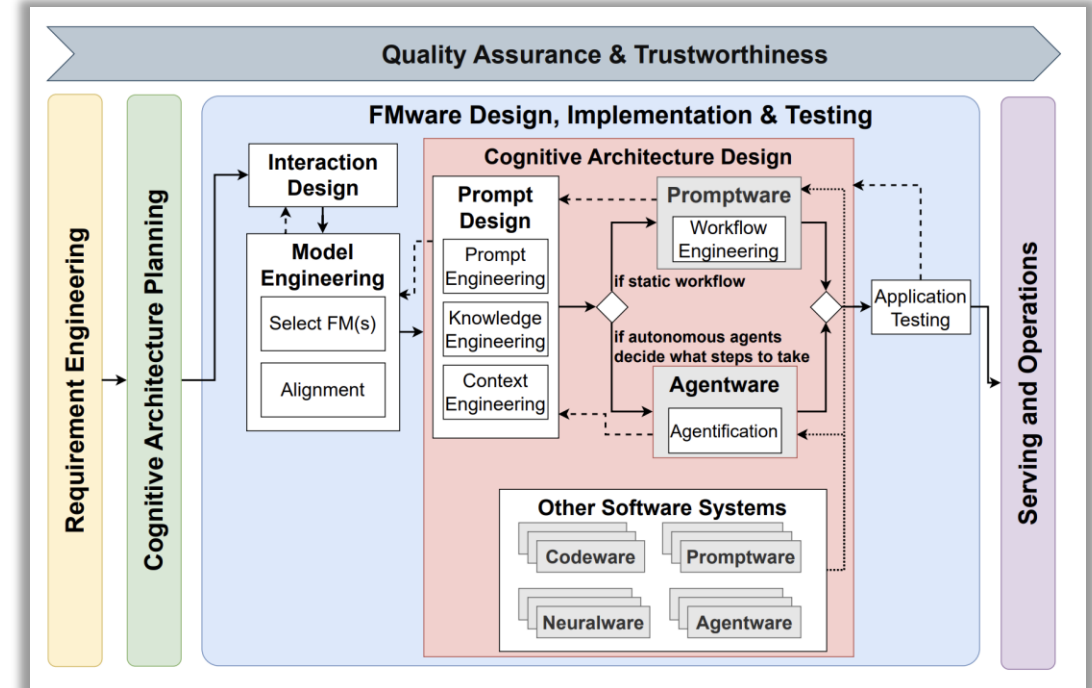 Quality Assurance & Trustworthiness
Requirement Engineering
Cognitive Architecture Planning
FMware Design, Implementation & Testing
Interaction
Design
Model
Engineering
Select FM(s)
Alignment
Cognitive Architecture Design
Prompt
Design
Prompt
Engineering
Knowledge
Engineering
Context
Engineering
Promptware
Workflow
Engineering
if static workflow
if autonomous agents
decide what steps to take
Agentware
Agentification
Other Software Systems
Codeware
Promptware
Neuralware
Agentware
Application
Testing
Serving and Operations